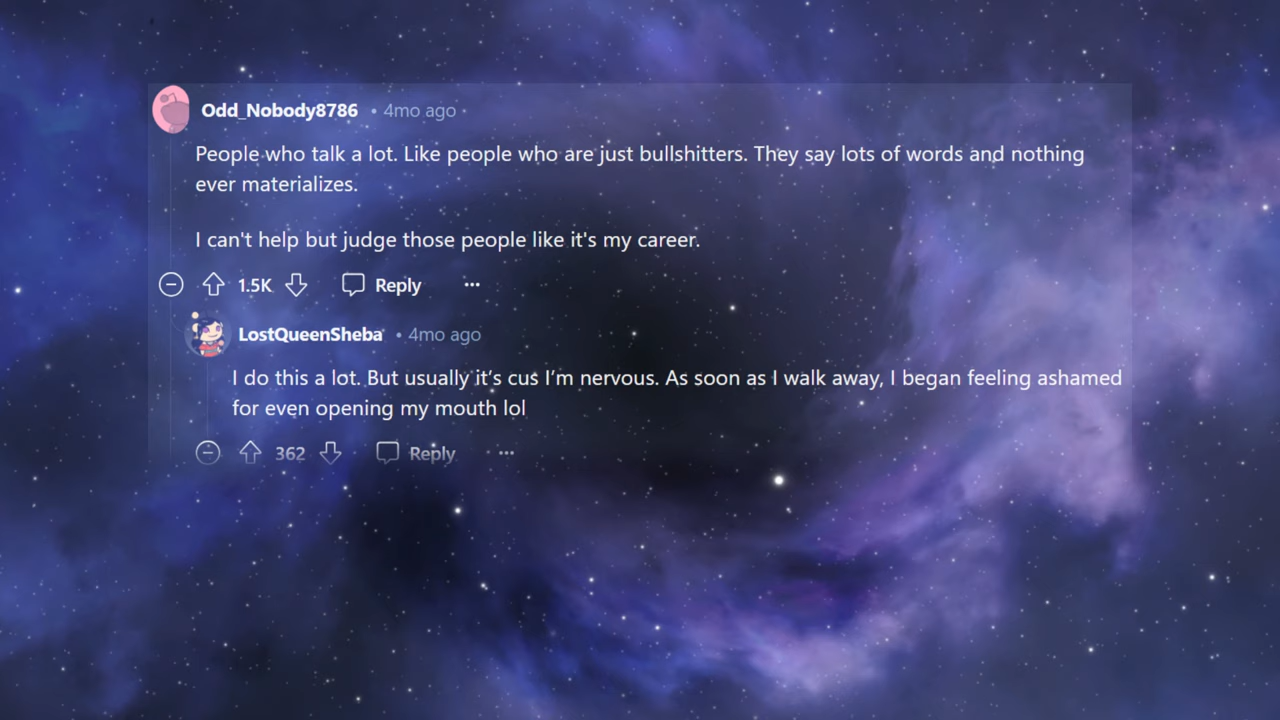 Odd_Nobody8786 • 4mo ago
People who talk a lot. Like people who are just bullshitters. They say lots of words and nothing
ever materializes.
I can't help but judge those people like it's my career.
1.5K Reply
LostQueenSheba • 4mo ago
I do this a lot. But usually it’s cus I’m nervous. As soon as I walk away, I began feeling ashamed
for even opening my mouth lol
362 Reply